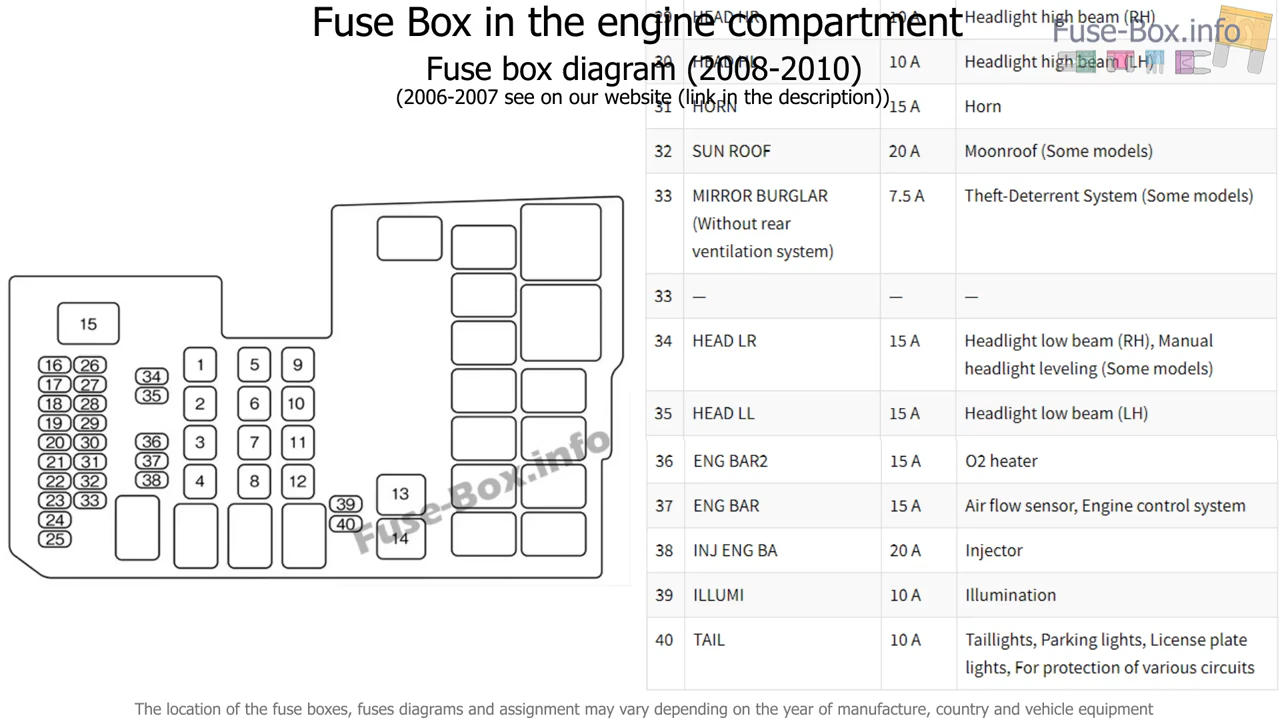 Fuse Box in the engine compartment
Fuse box diagram (2008-2010)
(2006-2007 see on our website (link in the description))
Fuse-Box.info
29 HEAD HR 10 A Headlight high beam (RH)
30 HEAD HL 10 A Headlight high beam (LH)
31 HORN 15 A Horn
32 SUN ROOF 20 A Moonroof (Some models)
33 MIRROR BURGLAR 7.5 A Theft-Deterrent System (Some models)
(Without rear
ventilation system)
33 — — —
34 HEAD LR 15 A Headlight low beam (RH), Manual
headlight leveling (Some models)
35 HEAD LL 15 A Headlight low beam (LH)
36 ENG BAR2 15 A O2 heater
37 ENG BAR 15 A Air flow sensor, Engine control system
38 INJ ENG BA 20 A Injector
39 ILLUMI 10 A Illumination
40 TAIL 10 A Taillights, Parking lights, License plate
lights, For protection of various circuits
15
16 26
17 27
18 28
19 29
20 30
21 31
22 32
23 33
24
25
34
35
36
37
38
1 5 9
2 6 10
3 7 11
4 8 12
39
40
13
14
Fuse-Box.info
The location of the fuse boxes, fuses diagrams and assignment may vary depending on the year of manufacture, country and vehicle equipment